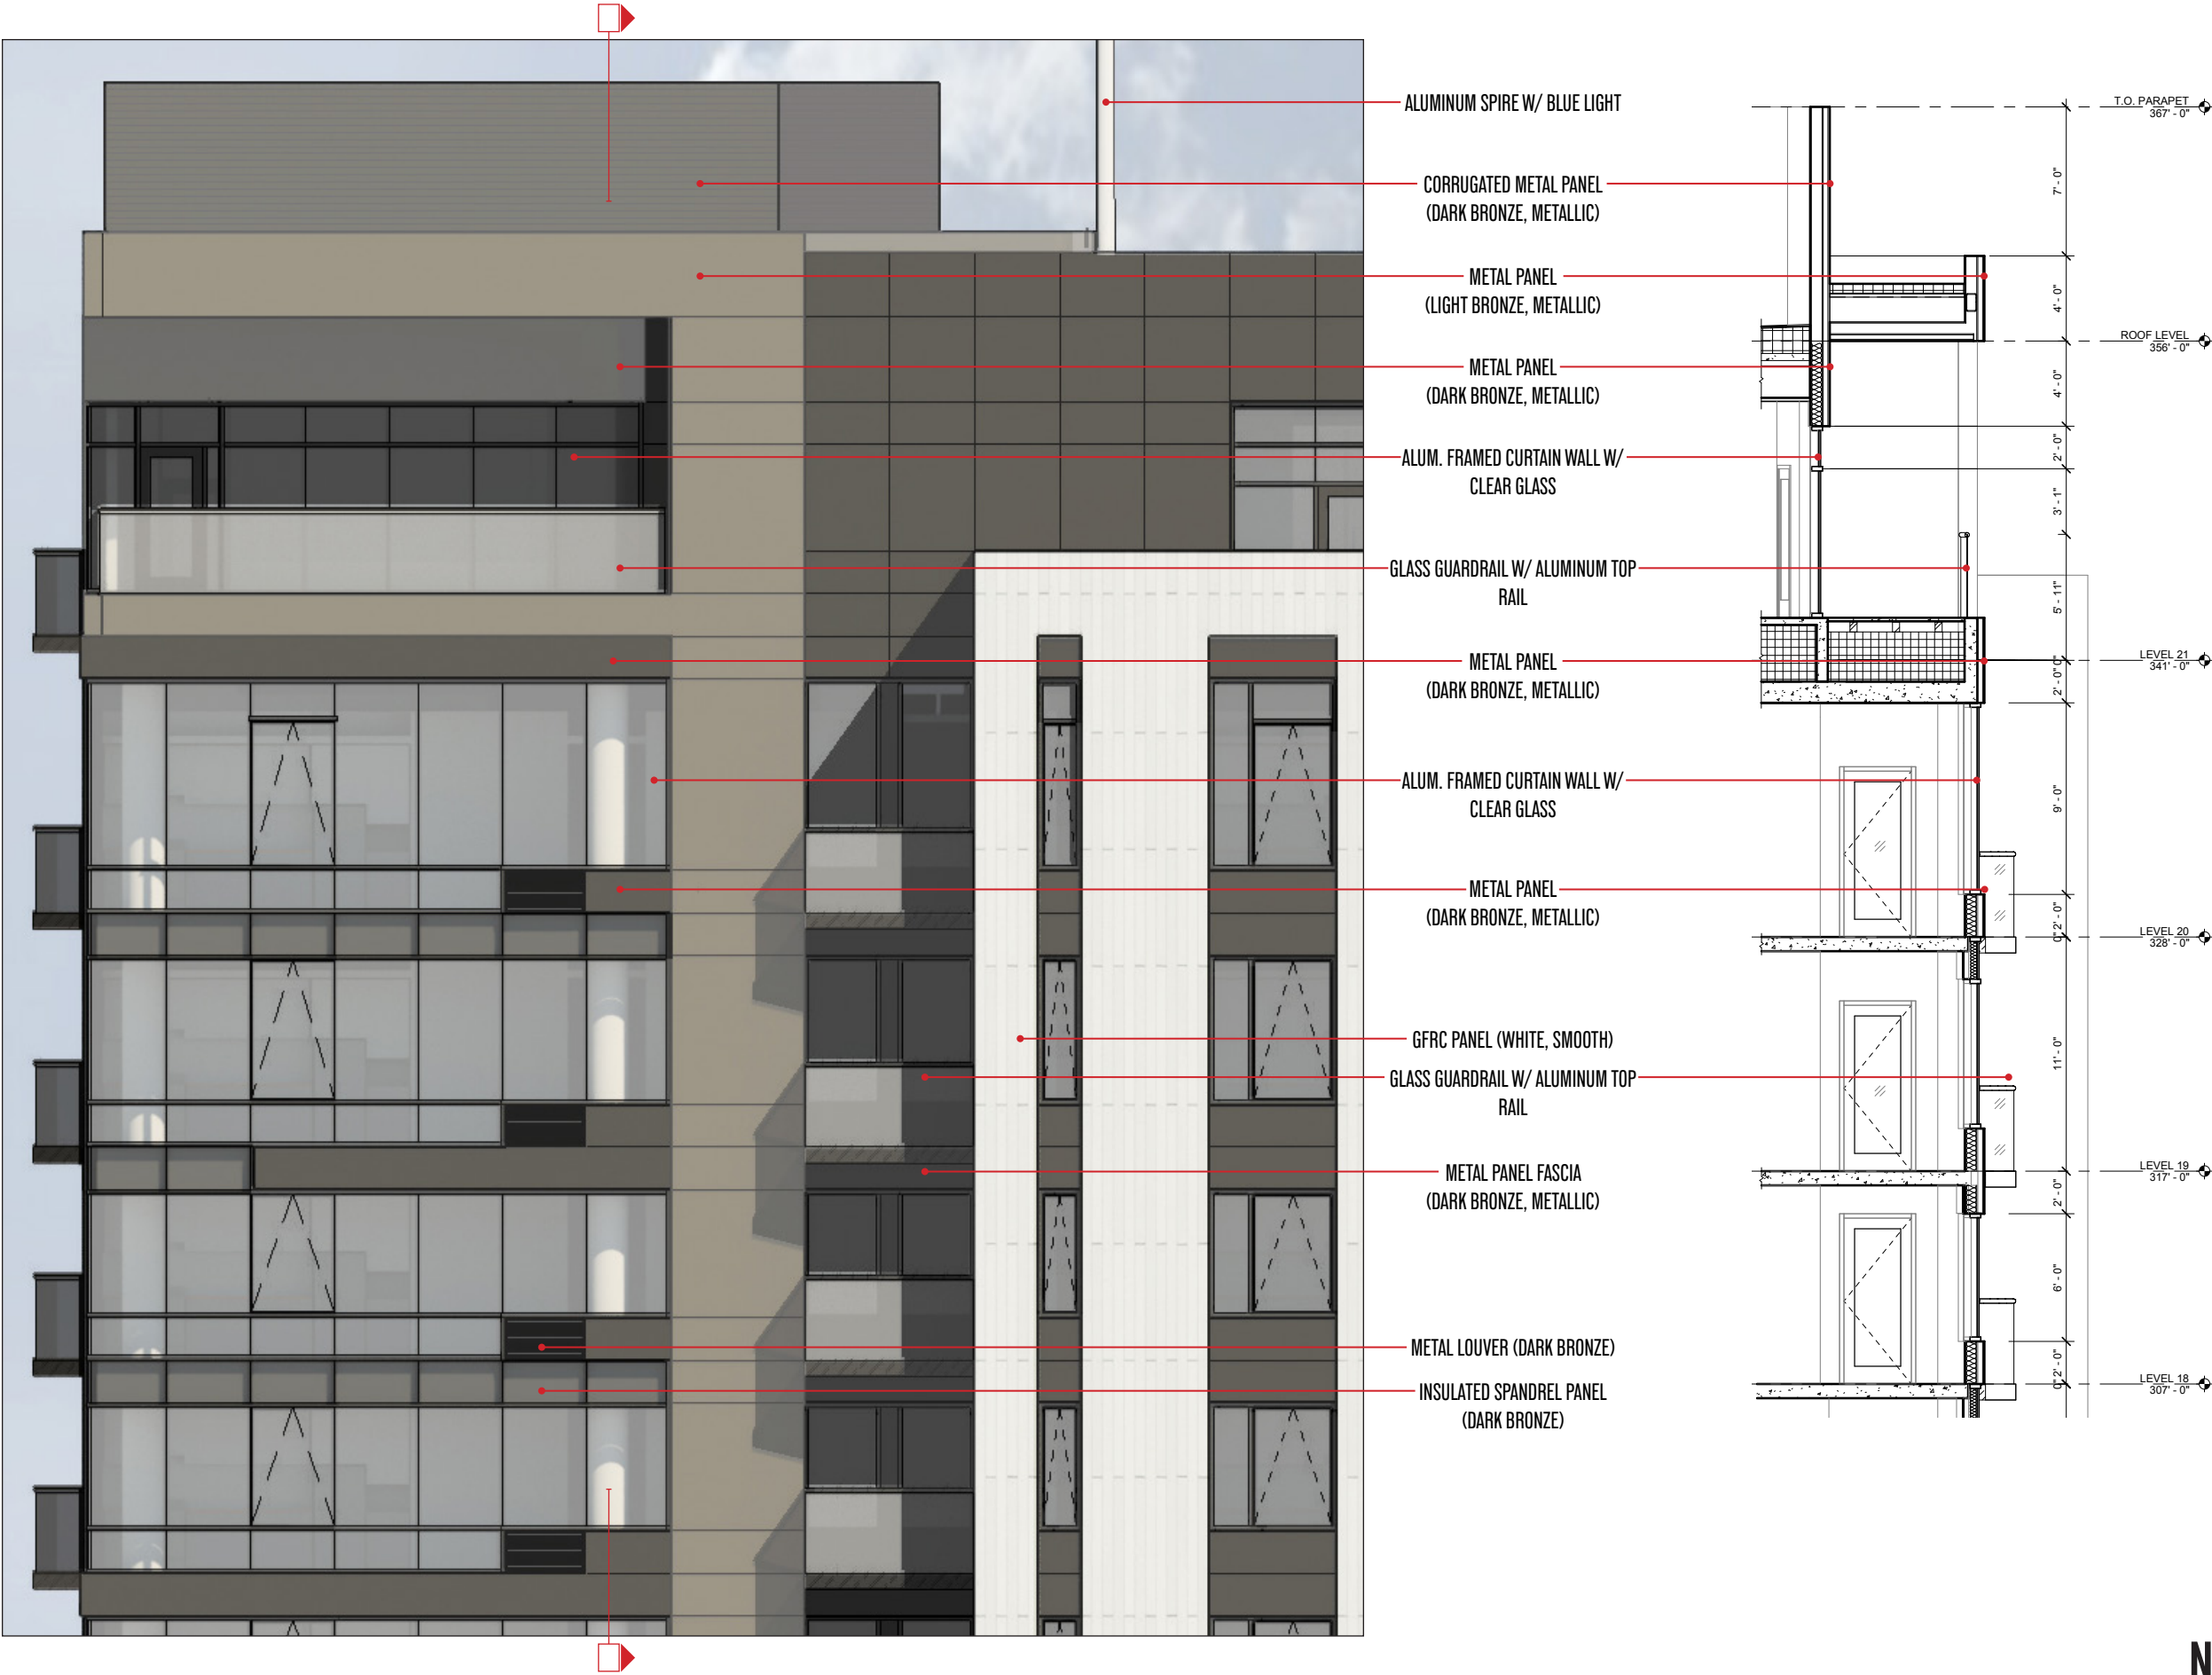 ALUMINUM SPIRE W/ BLUE LIGHT
CORRUGATED METAL PANEL
(DARK BRONZE, METALLIC)
METAL PANEL
(LIGHT BRONZE, METALLIC)
METAL PANEL
(DARK BRONZE, METALLIC)
ALUM. FRAMED CURTAIN WALL W/
CLEAR GLASS
GLASS GUARDRAIL W/ ALUMINUM TOP
RAIL
METAL PANEL
(DARK BRONZE, METALLIC)
ALUM. FRAMED CURTAIN WALL W/
CLEAR GLASS
METAL PANEL
(DARK BRONZE, METALLIC)
GFRC PANEL (WHITE, SMOOTH)
GLASS GUARDRAIL W/ ALUMINUM TOP
RAIL
METAL PANEL FASCIA
(DARK BRONZE, METALLIC)
METAL LOUVER (DARK BRONZE)
INSULATED SPANDREL PANEL
(DARK BRONZE)
7' - 0"
4' - 0"
4' - 0"
2' - 0"
3' - 1"
5' - 11"
2' - 0"
0"
9' - 0"
2' - 0"
0"
11' - 0"
2' - 0"
6' - 0"
2' - 0"
0"
T.O. PARAPET
367' - 0"
ROOF LEVEL
356' - 0"
LEVEL 21
341' - 0"
LEVEL 20
328' - 0"
LEVEL 19
317' - 0"
LEVEL 18
307' - 0"
N